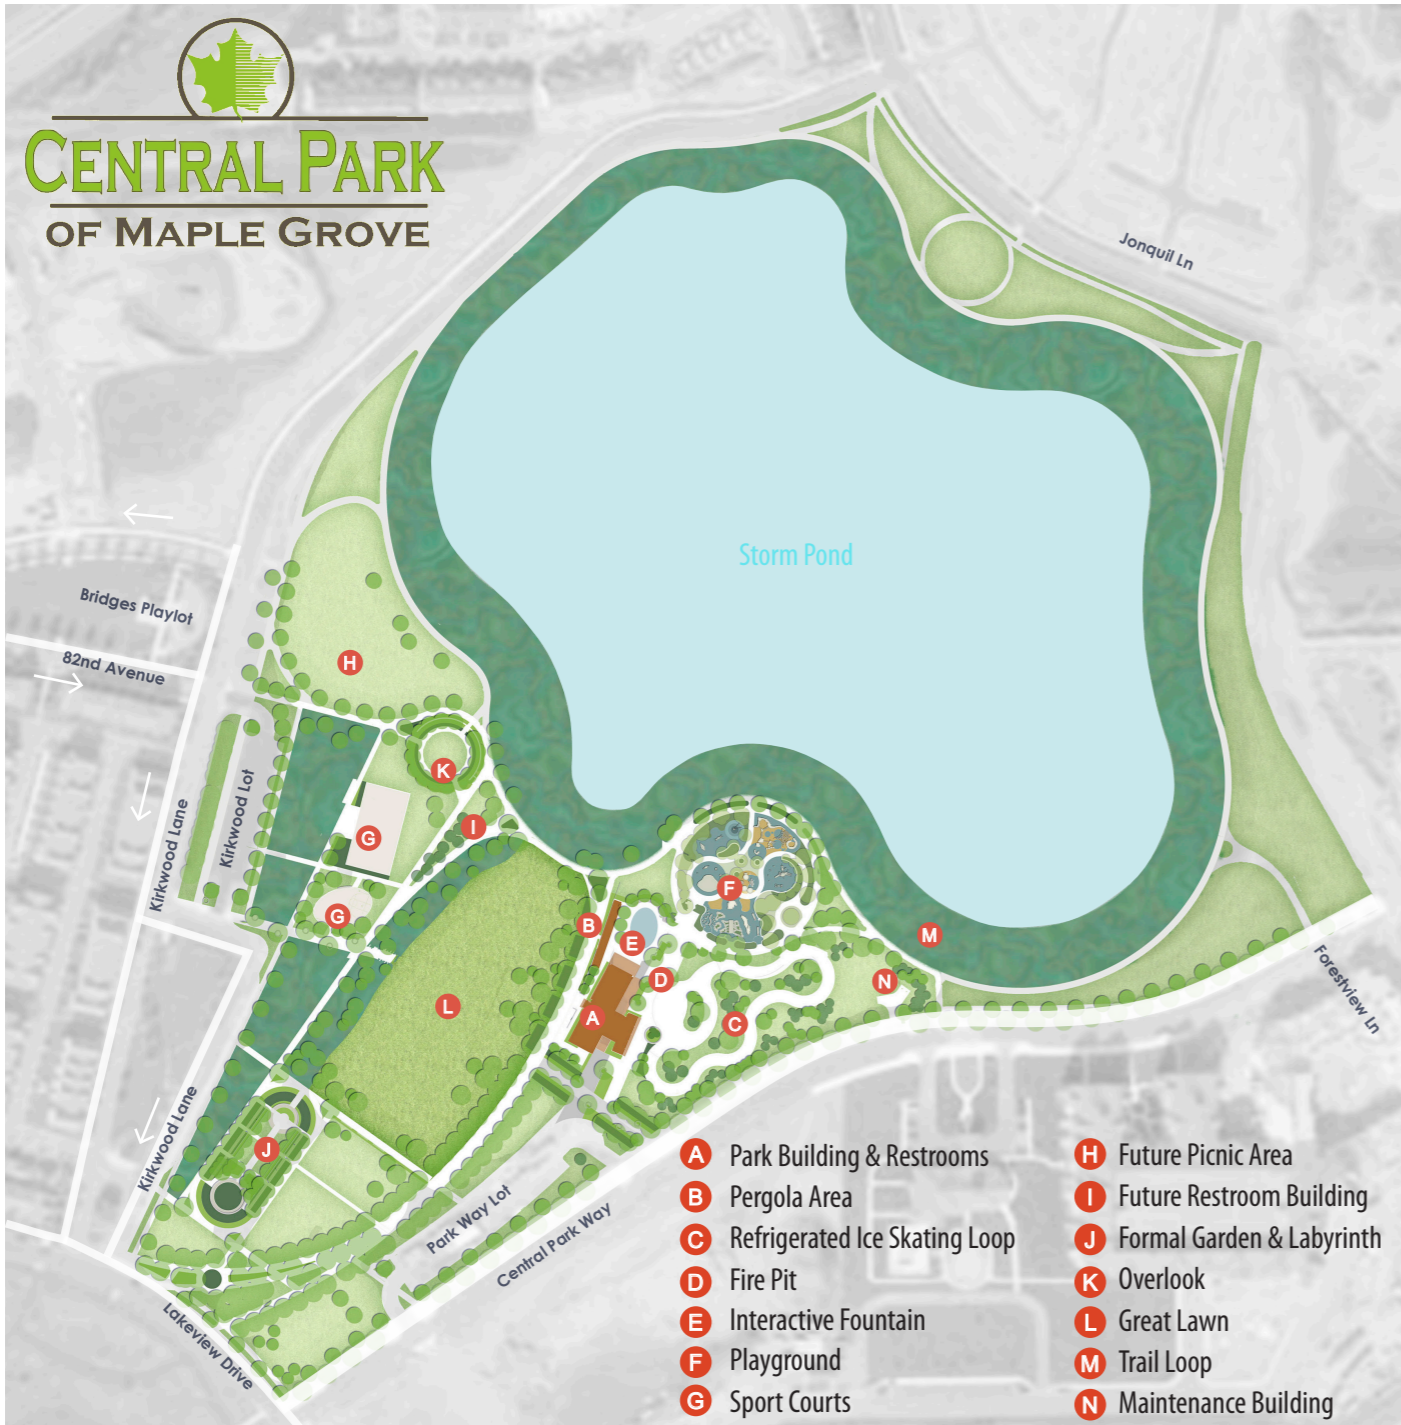 CENTRAL PARK
OF MAPLE GROVE
Jonquil Ln
Storm Pond
Bridges Playlot
82nd Avenue
H
K
Kirkwood Lot
Kirkwood Lane
I
G
F
G
B
E
M
D
N
L
A
C
Forestview Ln
Kirkwood Lane
J
Park Way Lot
Central Park Way
Lakeview Drive
A Park Building & Restrooms
B Pergola Area
C Refrigerated Ice Skating Loop
D Fire Pit
E Interactive Fountain
F Playground
G Sport Courts
H Future Picnic Area
I Future Restroom Building
J Formal Garden & Labyrinth
K Overlook
L Great Lawn
M Trail Loop
N Maintenance Building